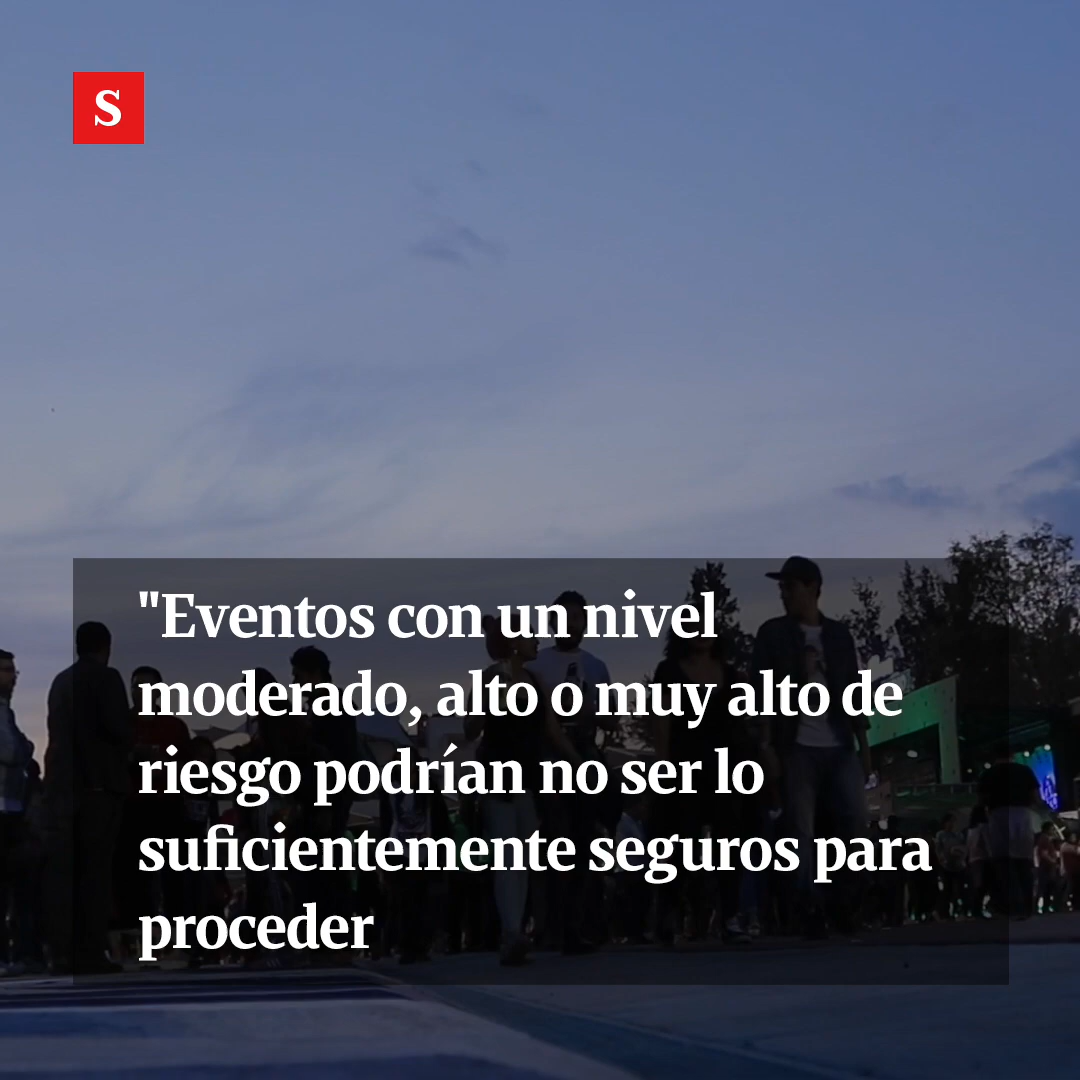 S
"Eventos con un nivel
moderado, alto o muy alto de
riesgo podrían no ser lo
suficientemente seguros para
proceder